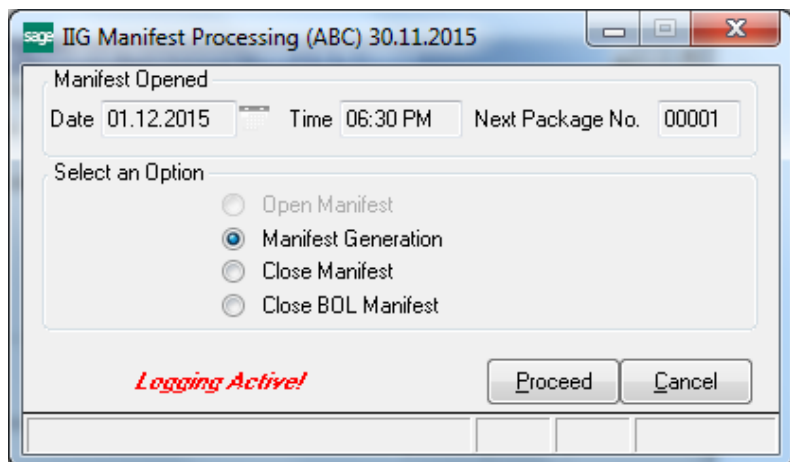 sage IIG Manifest Processing (ABC) 30.11.2015
Manifest Opened
Date 01.12.2015 Time 06:30 PM Next Package No. 00001
Select an Option
Open Manifest
Manifest Generation
Close Manifest
Close BOL Manifest
Logging Active! Proceed Cancel